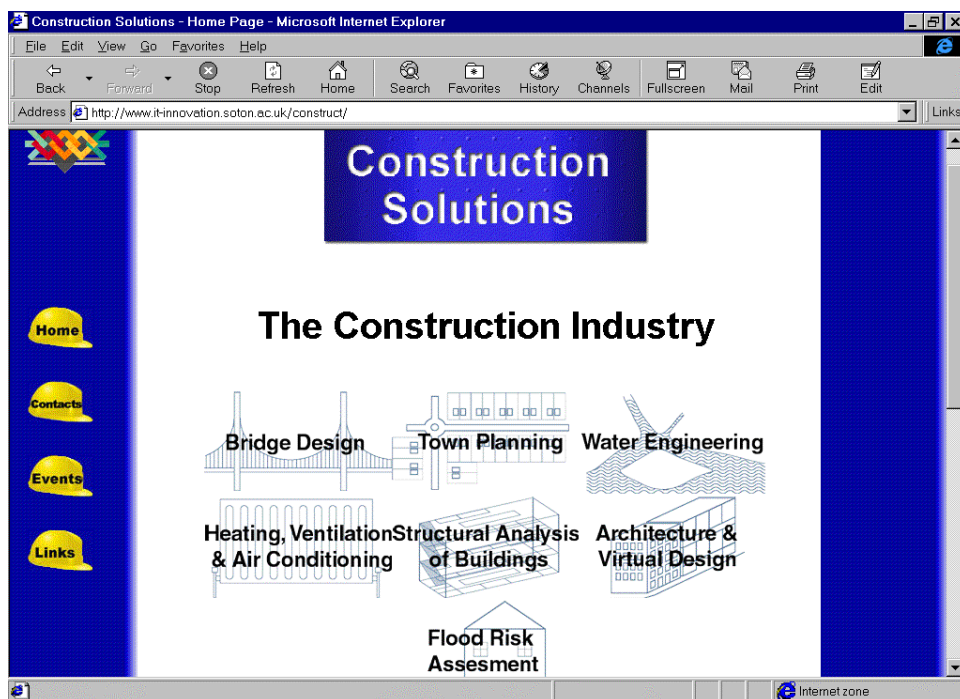 Construction Solutions - Home Page - Microsoft Internet Explorer
File Edit View Go Favorites Help
Back Forward Stop Refresh Home Search Favorites History Channels Fullscreen Mail Print Edit
Address http://www.it-innovation.soton.ac.uk/construct/ Links
Construction
Solutions
The Construction Industry
Home
Contacts
Events
Links
Bridge Design
Town Planning
Water Engineering
Heating, Ventilation
& Air Conditioning
Structural Analysis
of Buildings
Architecture &
Virtual Design
Flood Risk
Assesment
Internet zone